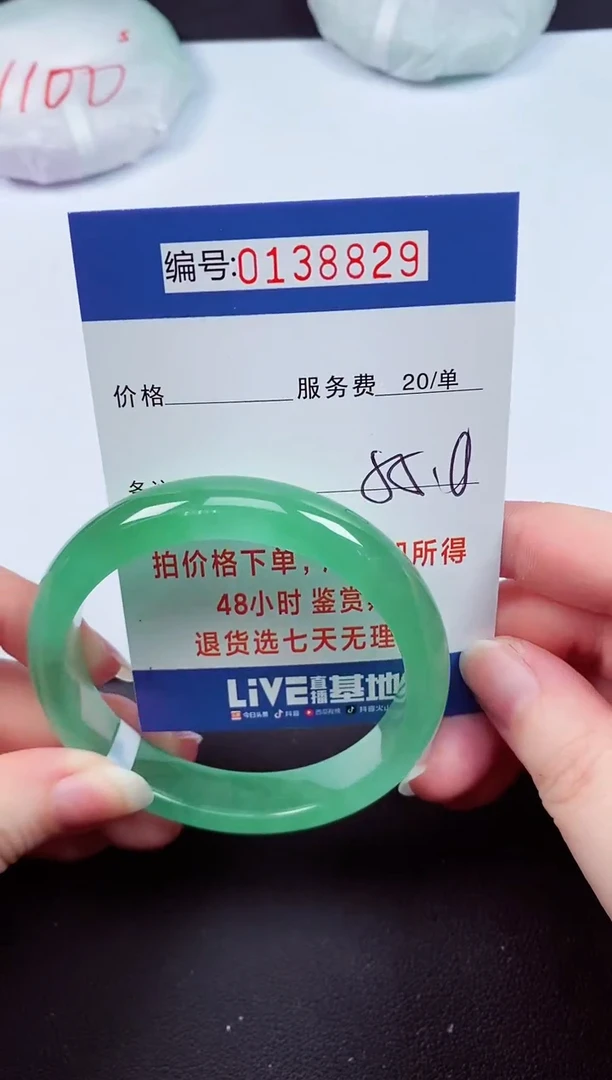 1100
s
编号:0138829
价格 服务费 20/单
55.1
拍价格下单,
所得
48小时 鉴赏
退货选七天无理
LiVE直播基地
今日头条 抖音 西瓜视频 抖音火山